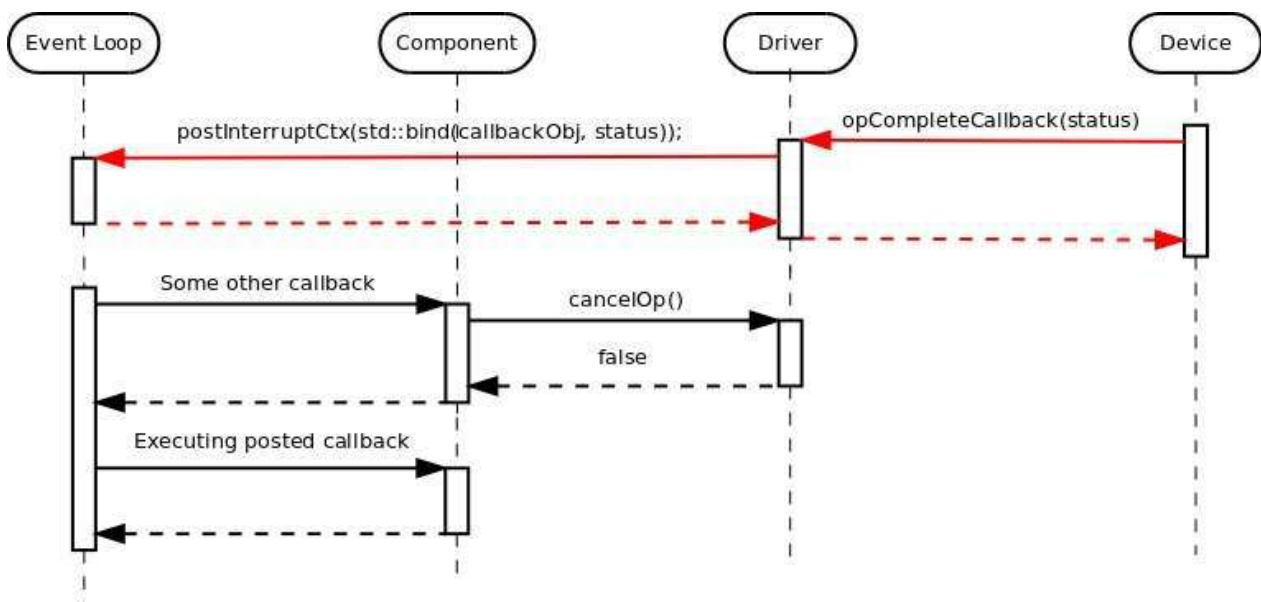 Event Loop
Component
Driver
Device
postInterruptCtx(std::bind(callbackObj, status));
opCompleteCallback(status)
Some other callback
cancelOp()
false
Executing posted callback